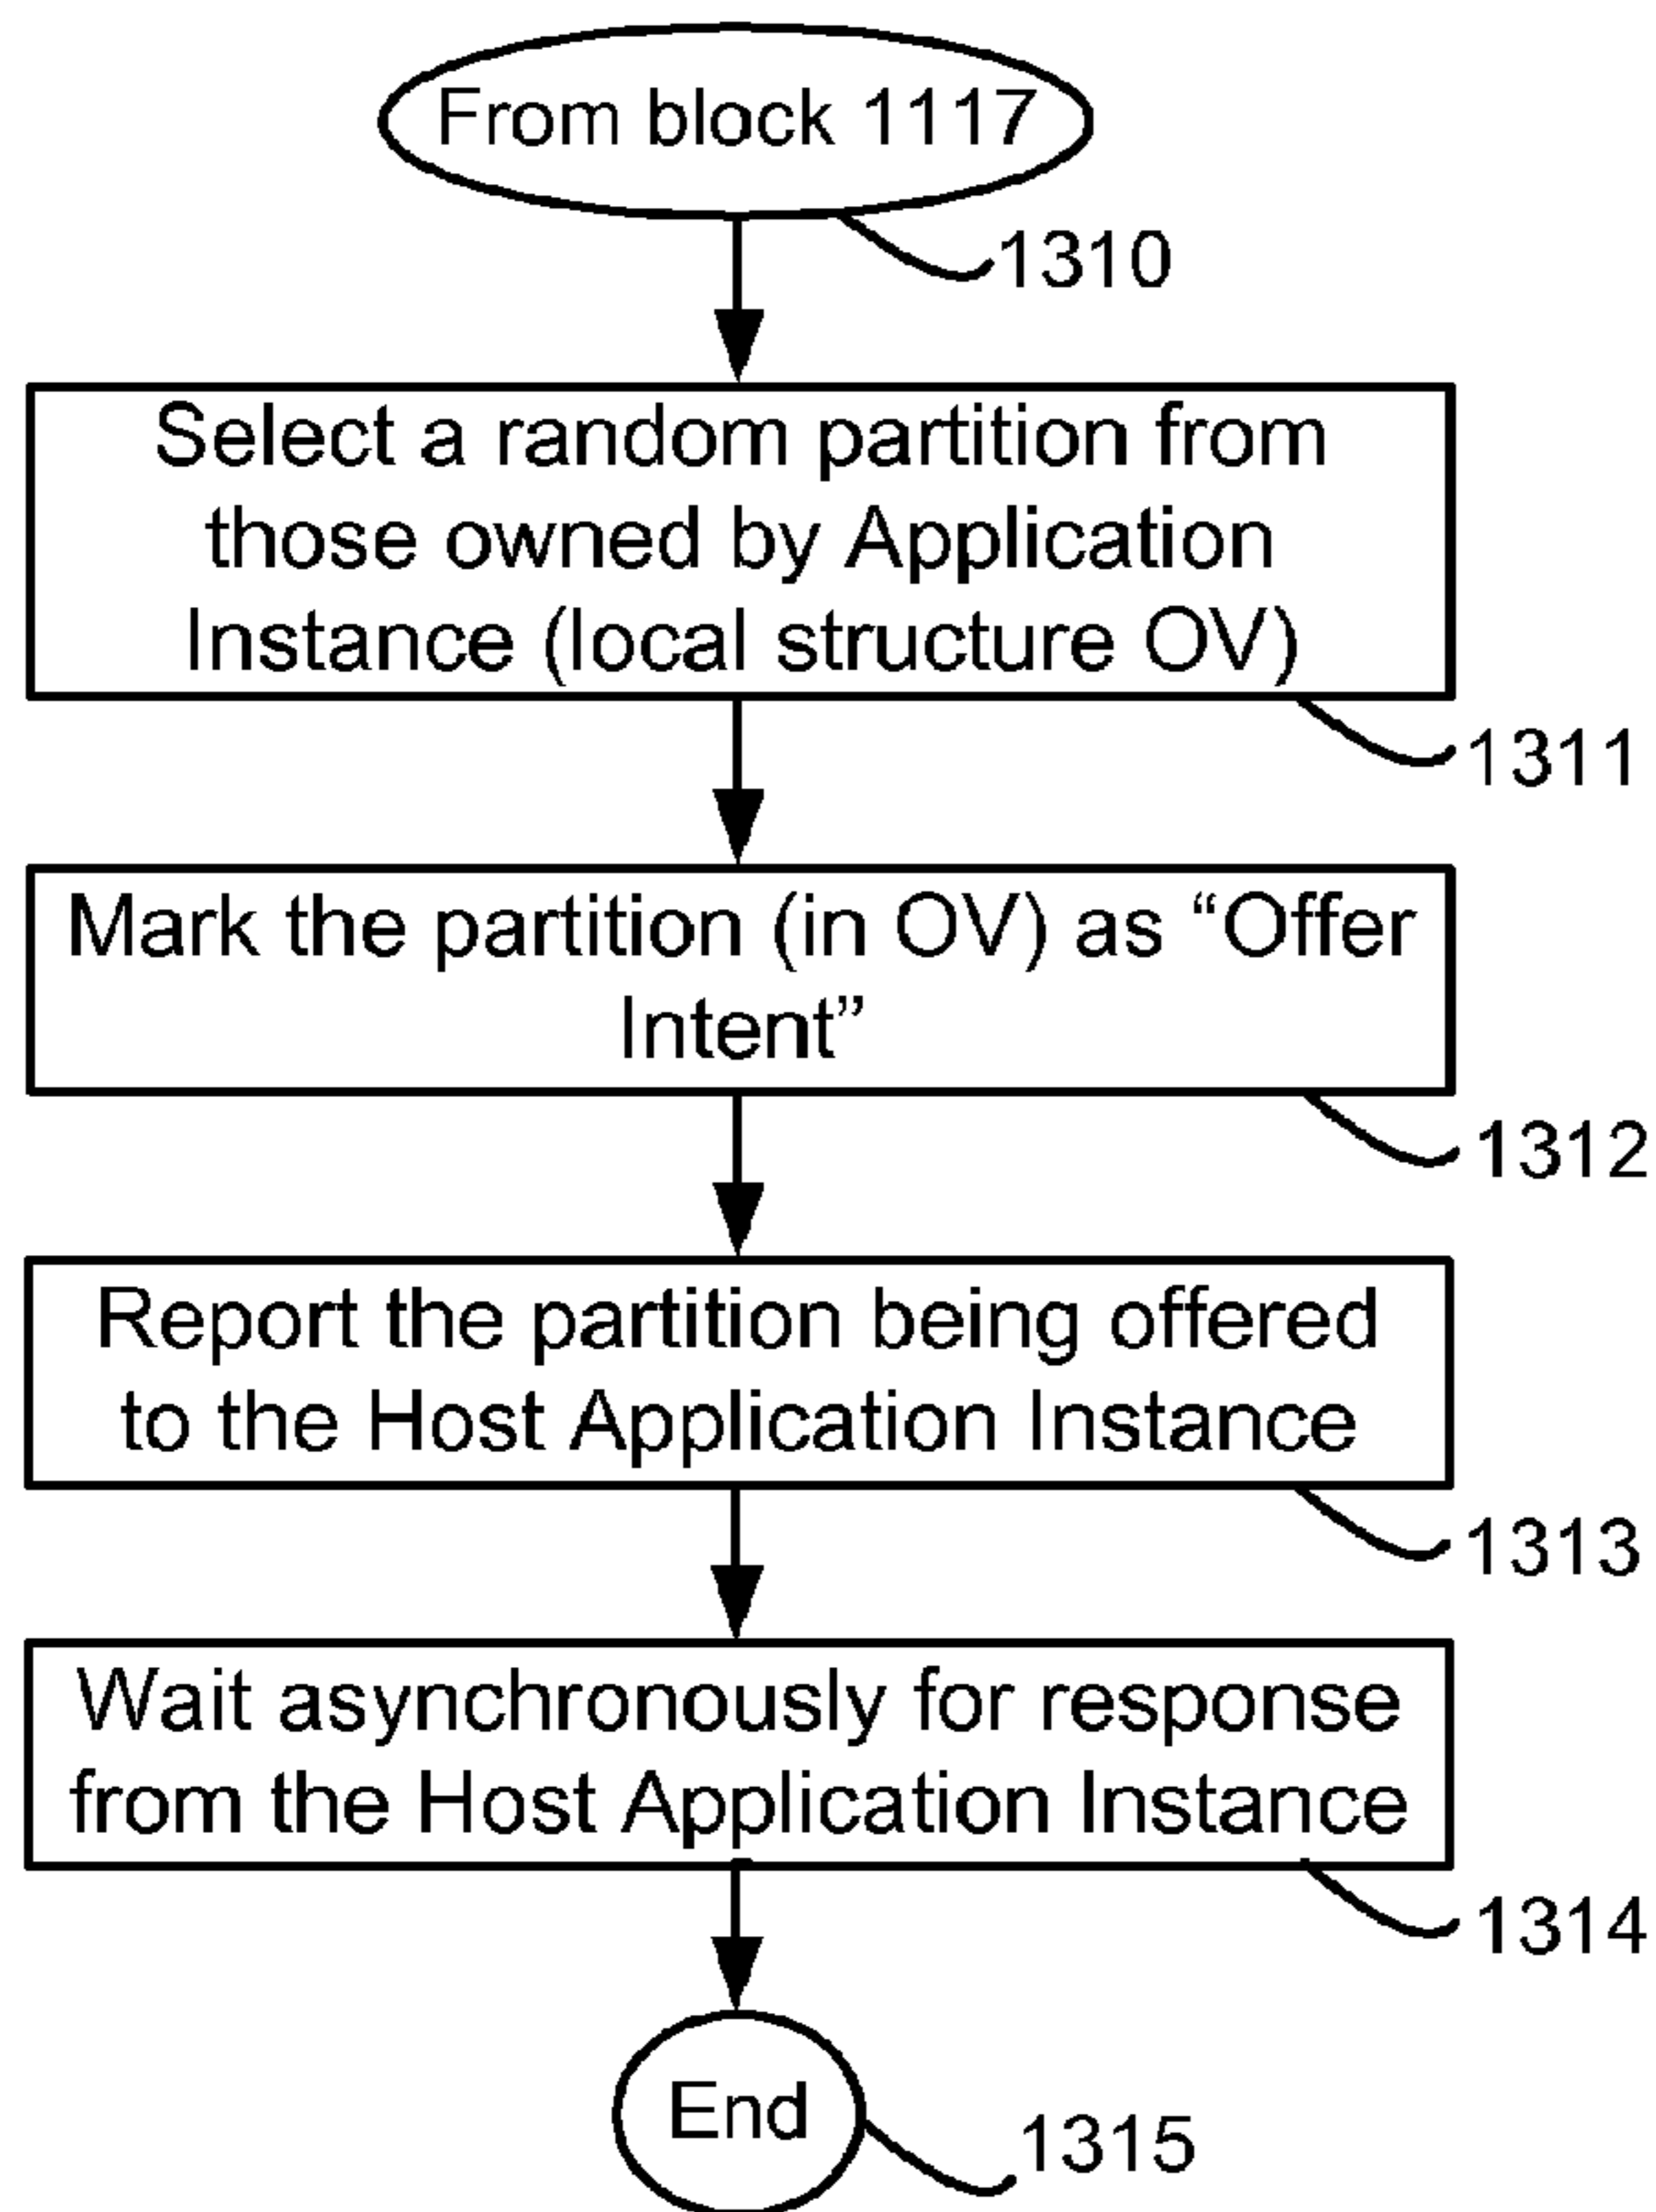 From block 1117
1310
Select a random partition from
those owned by Application
Instance (local structure OV)
1311
Mark the partition (in OV) as “Offer
Intent”
1312
Report the partition being offered
to the Host Application Instance
1313
Wait asynchronously for response
from the Host Application Instance
1314
End
1315